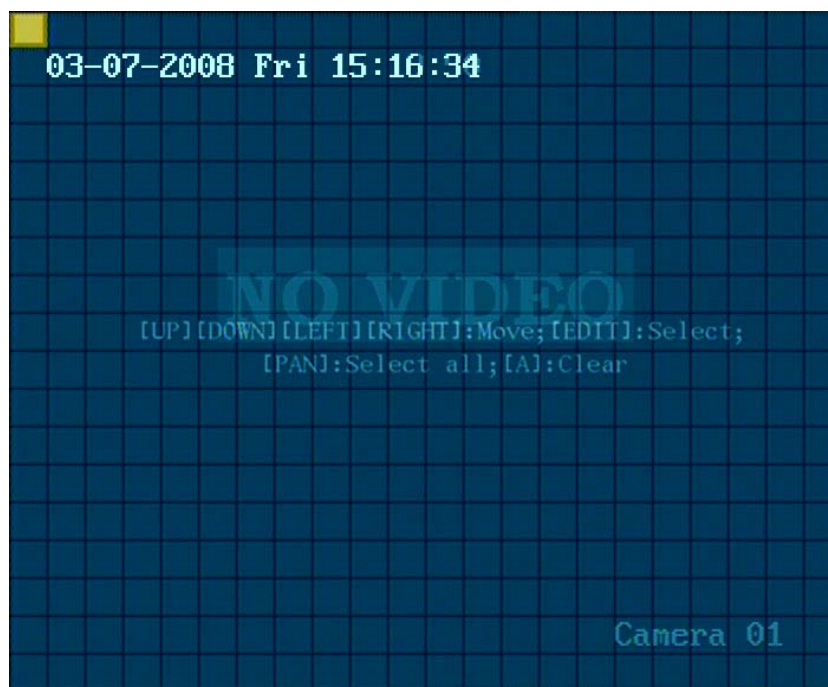 03-07-2008 Fri 15:16:34
NO VIDEO
[UP][DOWN][LEFT][RIGHT]:Move;[EDIT]:Select;
[PAN]:Select all;[A]:Clear
Camera 01